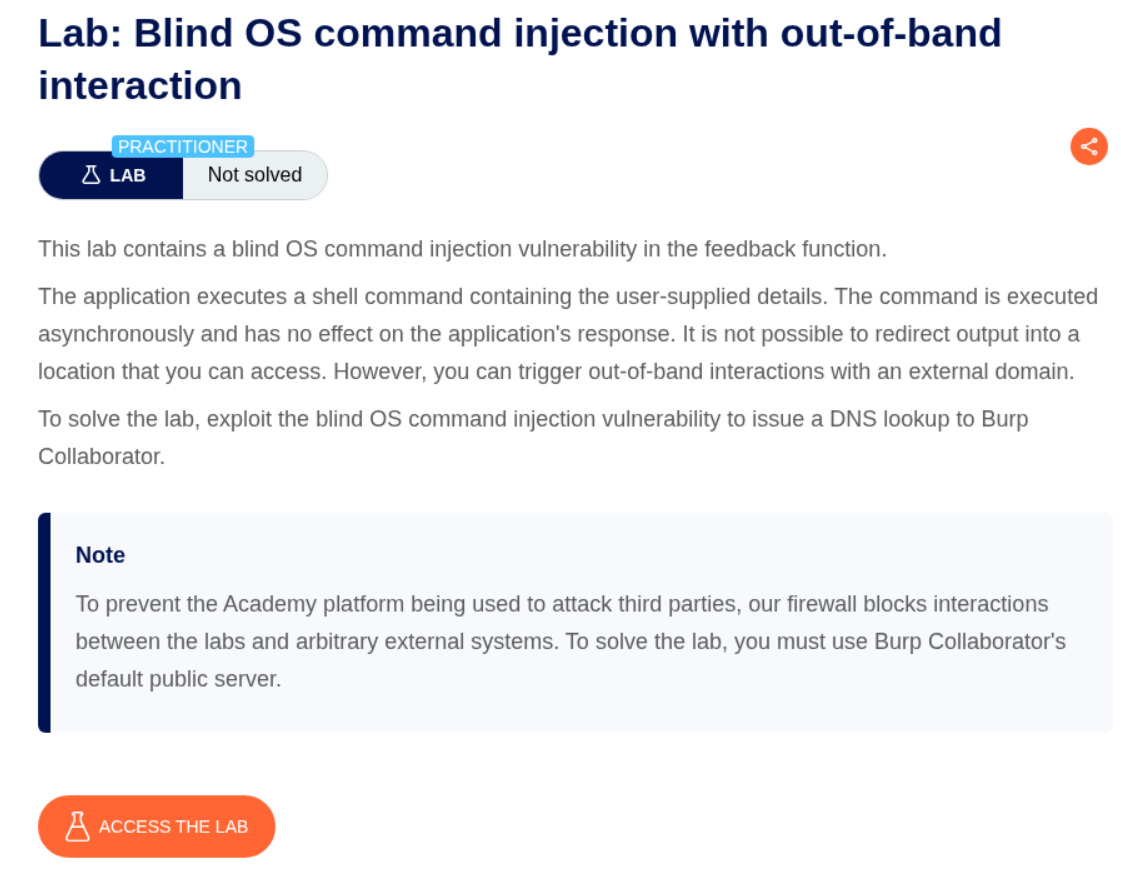 Lab: Blind OS command injection with out-of-band
interaction
PRACTITIONER
LAB
Not solved
This lab contains a blind OS command injection vulnerability in the feedback function.
The application executes a shell command containing the user-supplied details. The command is executed
asynchronously and has no effect on the application's response. It is not possible to redirect output into a
location that you can access. However, you can trigger out-of-band interactions with an external domain.
To solve the lab, exploit the blind OS command injection vulnerability to issue a DNS lookup to Burp
Collaborator.
Note
To prevent the Academy platform being used to attack third parties, our firewall blocks interactions
between the labs and arbitrary external systems. To solve the lab, you must use Burp Collaborator's
default public server.
ACCESS THE LAB